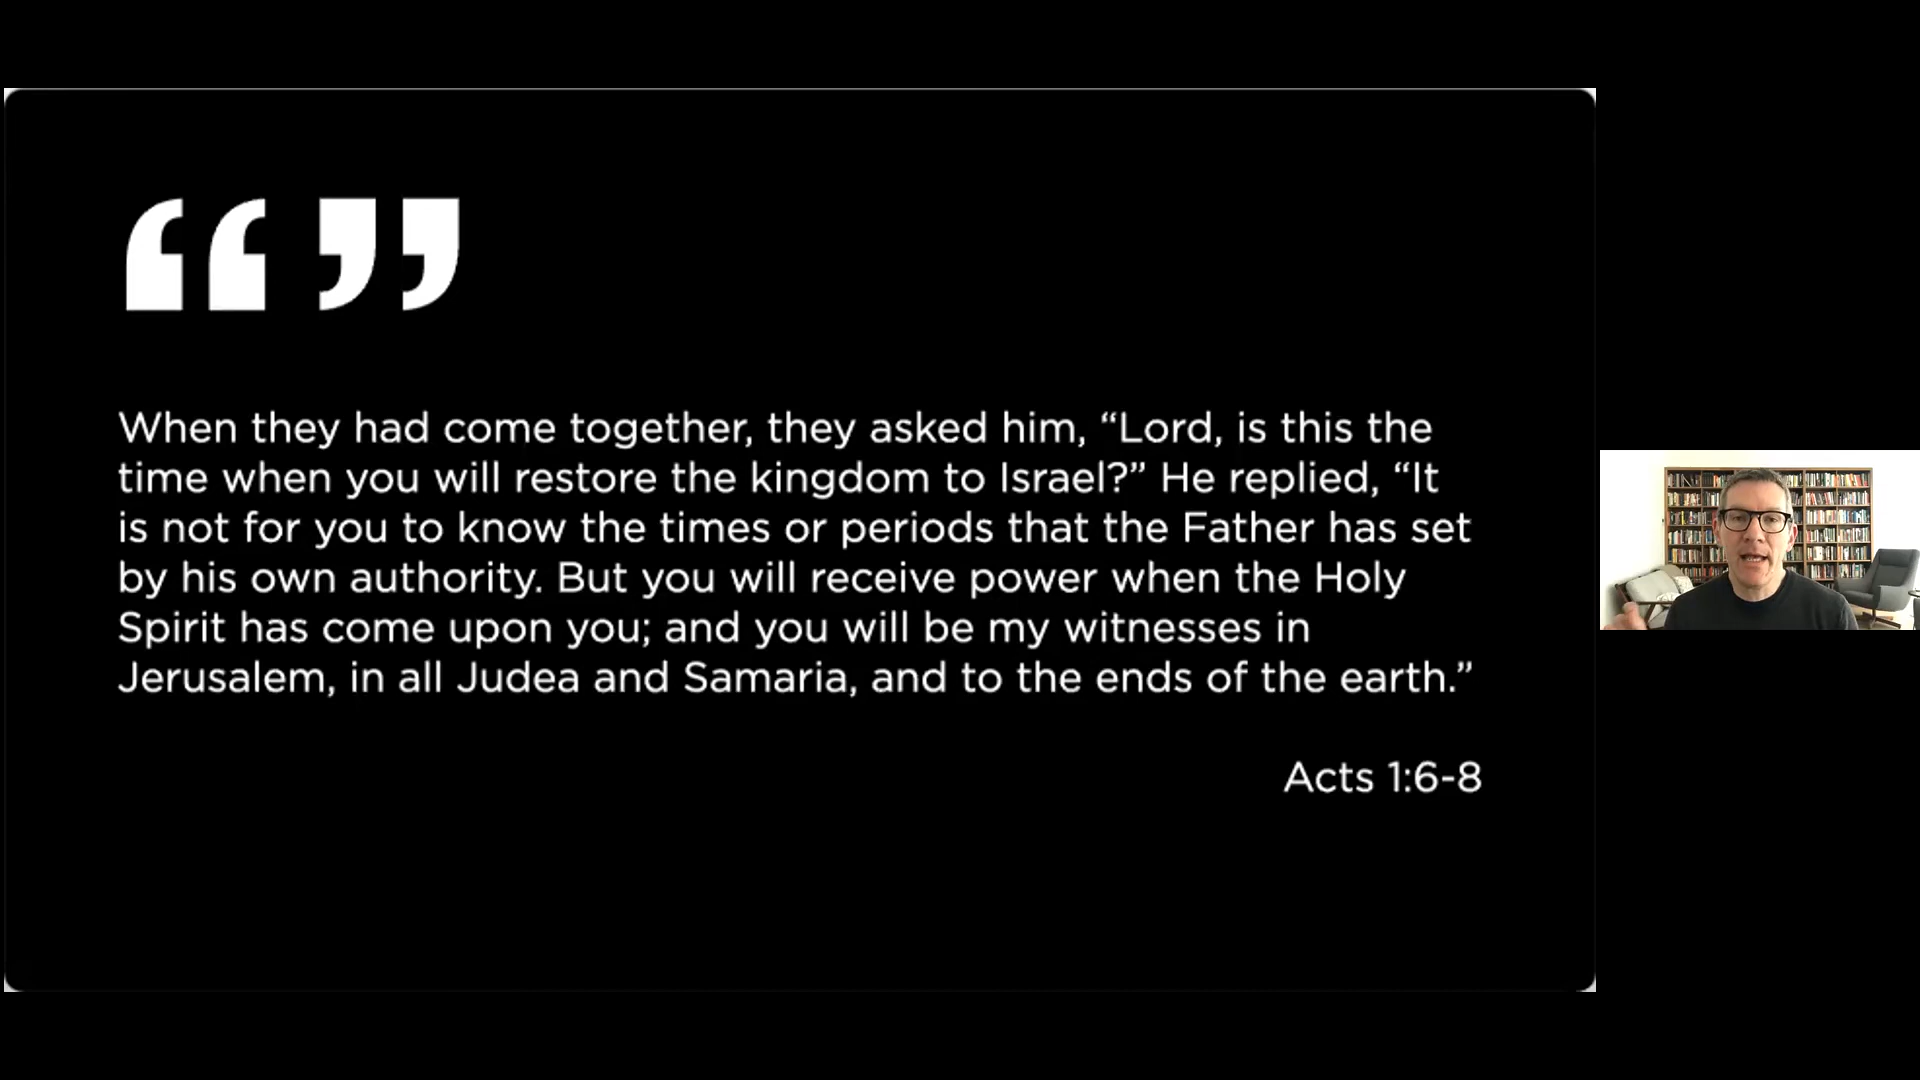 “ ”
When they had come together, they asked him, “Lord, is this the
time when you will restore the kingdom to Israel?” He replied, “It
is not for you to know the times or periods that the Father has set
by his own authority. But you will receive power when the Holy
Spirit has come upon you; and you will be my witnesses in
Jerusalem, in all Judea and Samaria, and to the ends of the earth.”
Acts 1:6-8